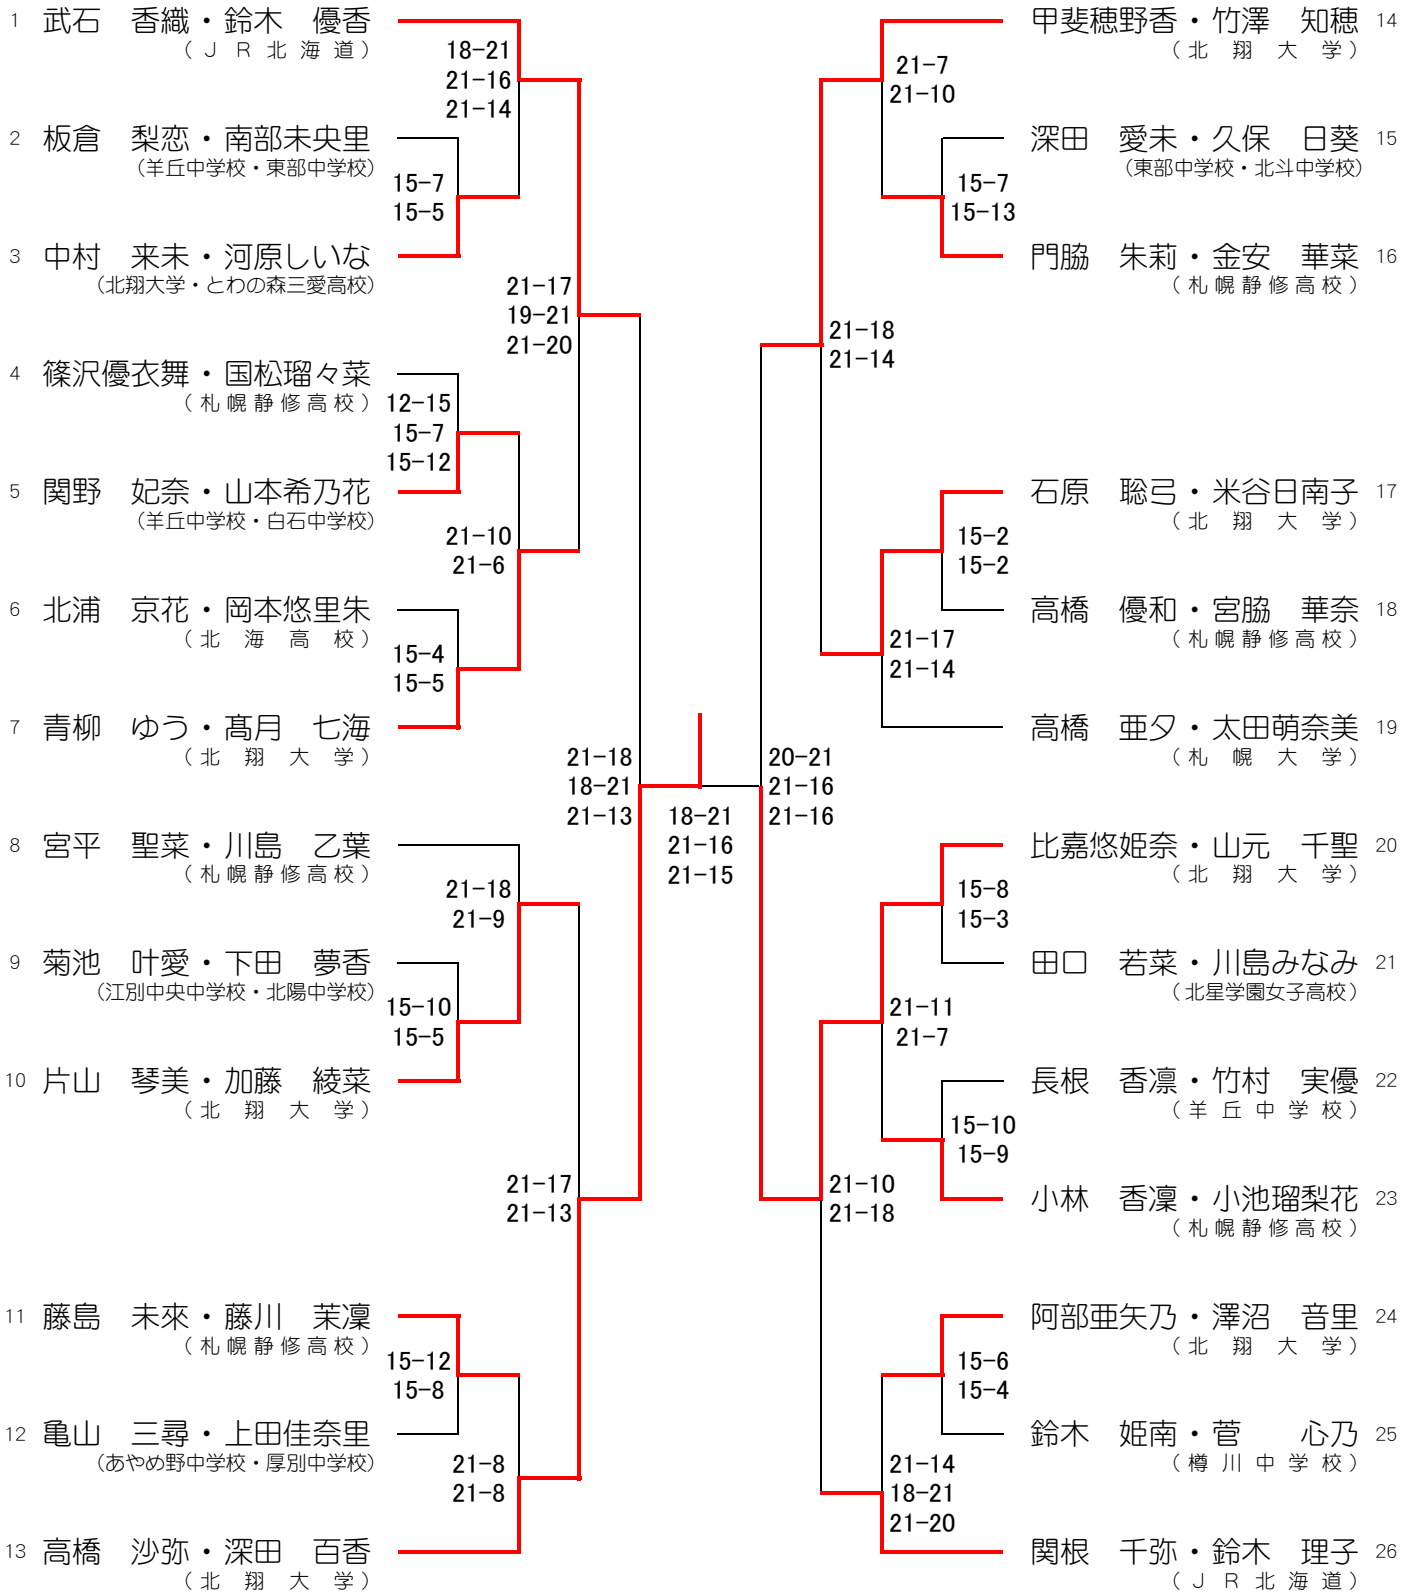 1 武石　香織・鈴木　優香
（ＪＲ北海道）
18-21
21-16
21-14
2 板倉　梨恋・南部未央里
（羊丘中学校・東部中学校）
15-7
15-5
3 中村　来未・河原しいな
（北翔大学・とわの森三愛高校）
21-17
19-21
21-20
4 篠沢優衣舞・国松瑠々菜
（札幌静修高校）
12-15
15-7
15-12
5 関野　妃奈・山本希乃花
（羊丘中学校・白石中学校）
21-10
21-6
6 北浦　京花・岡本悠里朱
（北海高校）
15-4
15-5
7 青柳　ゆう・髙月　七海
（北翔大学）
21-18
18-21
21-13
8 宮平　聖菜・川島　乙葉
（札幌静修高校）
21-18
21-9
9 菊池　叶愛・下田　夢香
（江別中央中学校・北陽中学校）
15-10
15-5
10 片山　琴美・加藤　綾菜
（北翔大学）
21-17
21-13
11 藤島　未來・藤川　茉凜
（札幌静修高校）
15-12
15-8
12 亀山　三尋・上田佳奈里
（あやめ野中学校・厚別中学校）
21-8
21-8
13 高橋　沙弥・深田　百香
（北翔大学）
18-21
21-16
21-15
甲斐穂野香・竹澤　知穂 14
（北翔大学）
21-7
21-10
深田　愛未・久保　日葵 15
（東部中学校・北斗中学校）
15-7
15-13
門脇　朱莉・金安　華菜 16
（札幌静修高校）
21-18
21-14
石原　聡弓・米谷日南子 17
（北翔大学）
15-2
15-2
高橋　優和・宮脇　華奈 18
（札幌静修高校）
21-17
21-14
高橋　亜夕・太田萌奈美 19
（札幌大学）
20-21
21-16
21-16
比嘉悠姫奈・山元　千聖 20
（北翔大学）
15-8
15-3
田口　若菜・川島みなみ 21
（北星学園女子高校）
21-11
21-7
長根　香凛・竹村　実優 22
（羊丘中学校）
15-10
15-9
小林　香凜・小池瑠梨花 23
（札幌静修高校）
21-10
21-18
阿部亜矢乃・澤沼　音里 24
（北翔大学）
15-6
15-4
鈴木　姫南・菅　　心乃 25
（樽川中学校）
21-14
18-21
21-20
関根　千弥・鈴木　理子 26
（ＪＲ北海道）